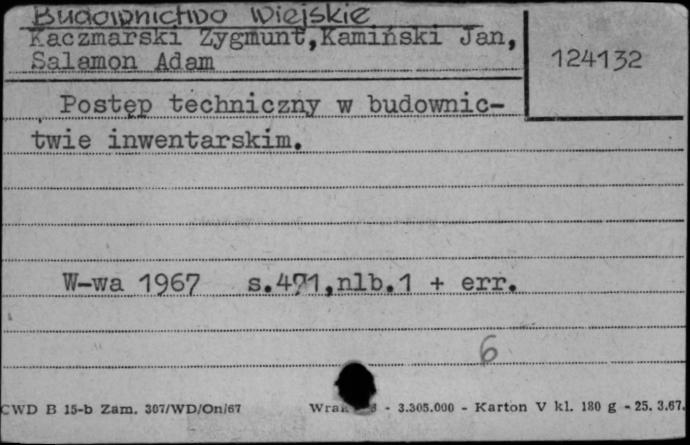 Budownictwo Wiejskie
Kaczmarski Zygmunt,Kamiński Jan,
Salamon Adam
124132
Postęp techniczny w budownic-
twie inwentarskim.
W-wa 1967 s.471,nlb.1 + err.
6
CWD B 15-b Zam. 307/WD/On/67 - 3.305.000 - Karton V kl. 180 g - 25. 3.67.